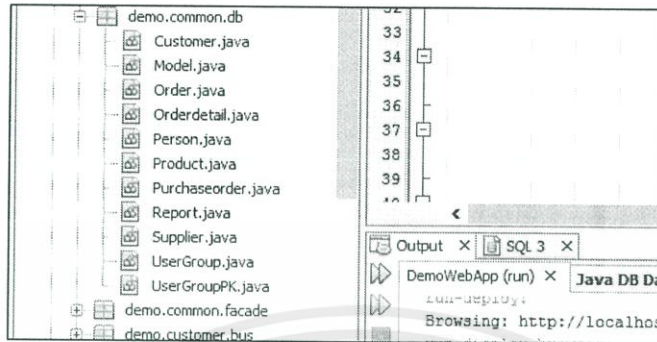 demo.common.db
Customer.java
Model.java
Order.java
Orderdetail.java
Person.java
Product.java
Purchaseorder.java
Report.java
Supplier.java
UserGroup.java
UserGroupPK.java
demo.common.facade
demo.customer.bus
33
34
35
36
37
38
39
Output × SQL 3 ×
DemoWebApp (run) × Java DB Da
run-deploy:
Browsing: http://localhos